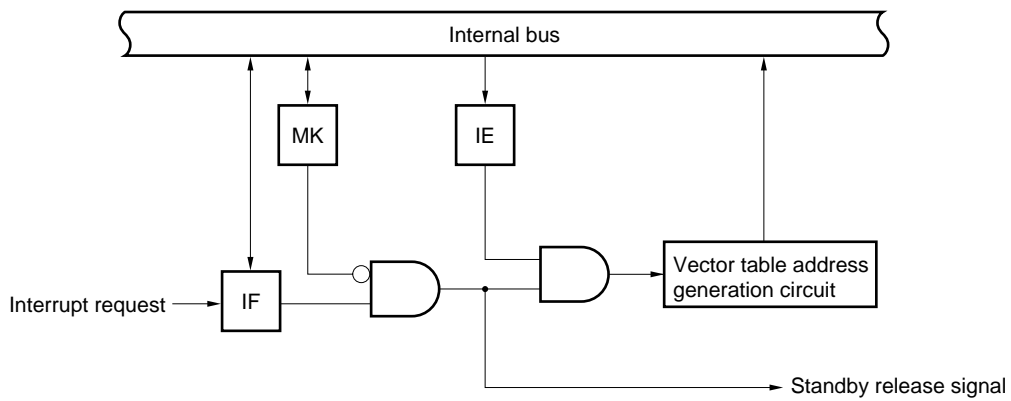 Internal bus
MK
IE
Vector table address
generation circuit
Interrupt request
IF
Standby release signal